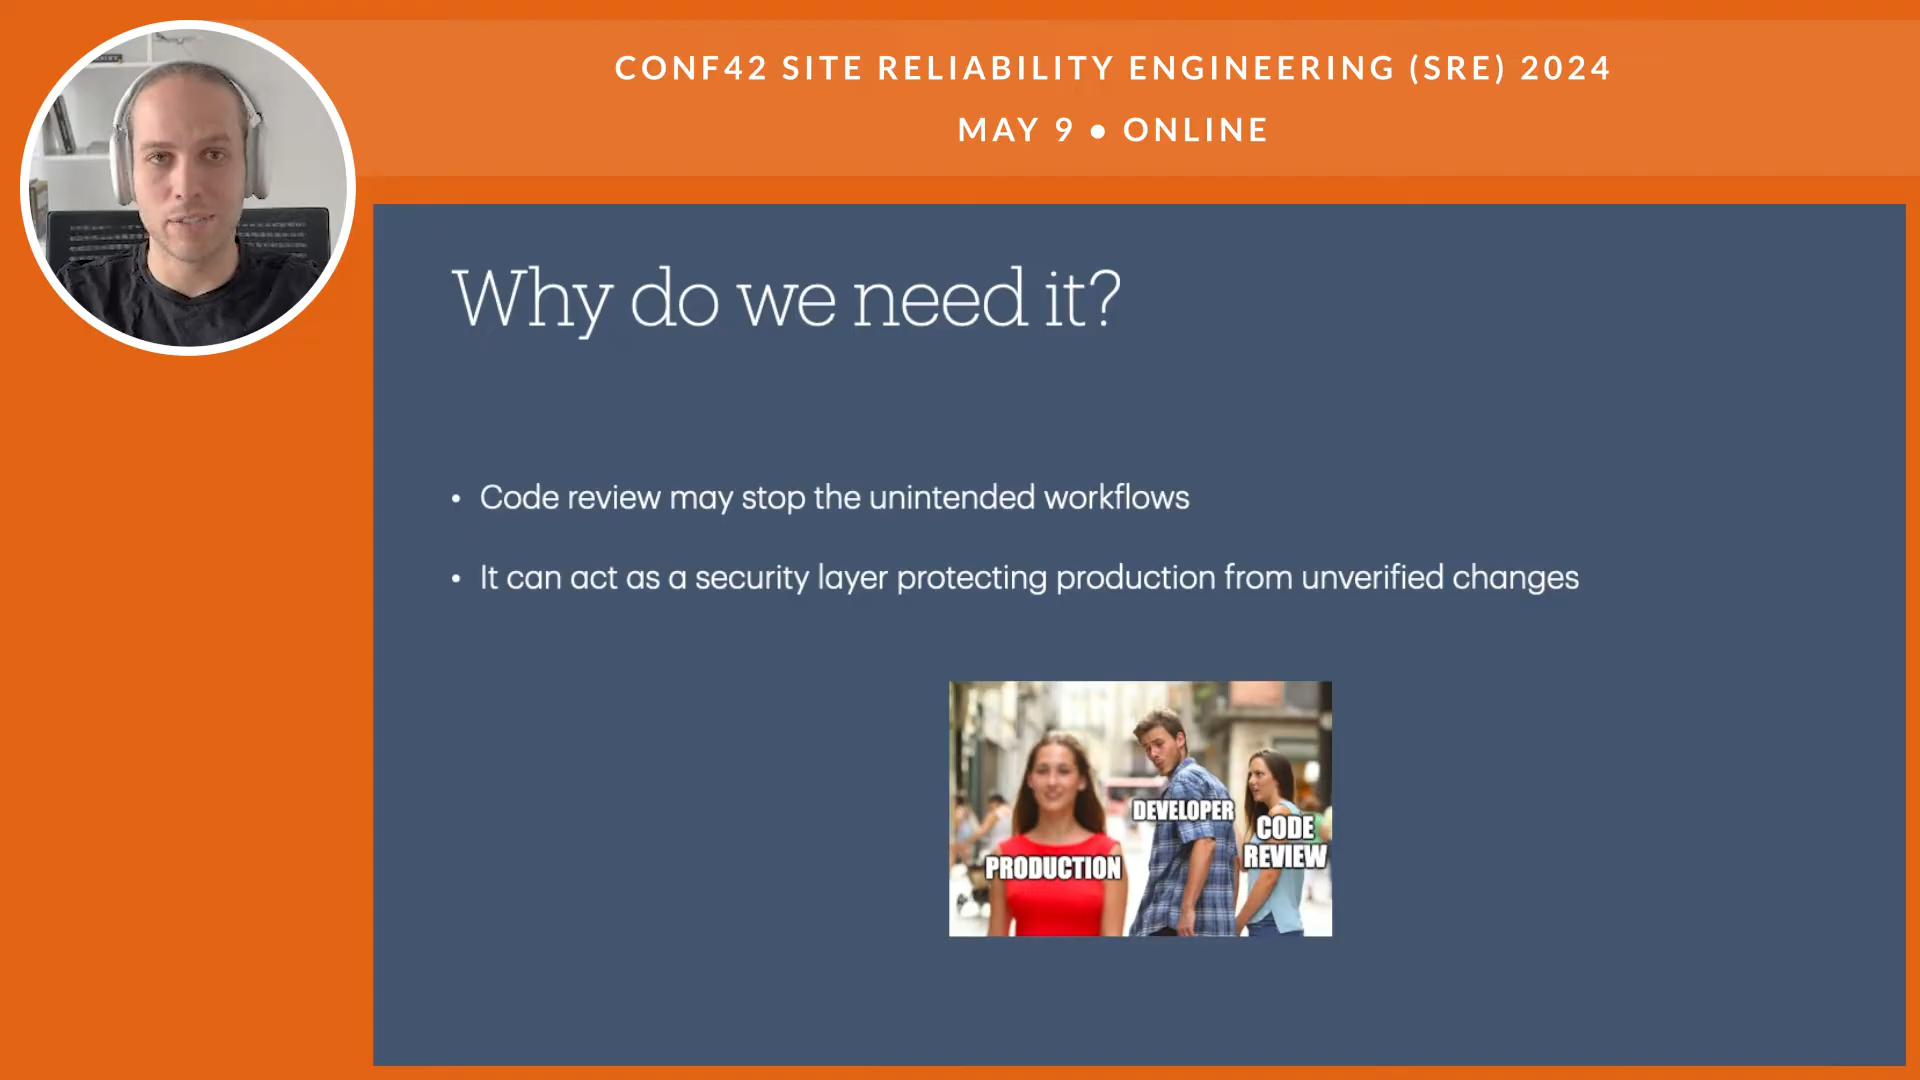 CONF42 SITE RELIABILITY ENGINEERING (SRE) 2024
MAY 9 ● ONLINE
Why do we need it?
• Code review may stop the unintended workflows
• It can act as a security layer protecting production from unverified changes
DEVELOPER
CODE
REVIEW
PRODUCTION